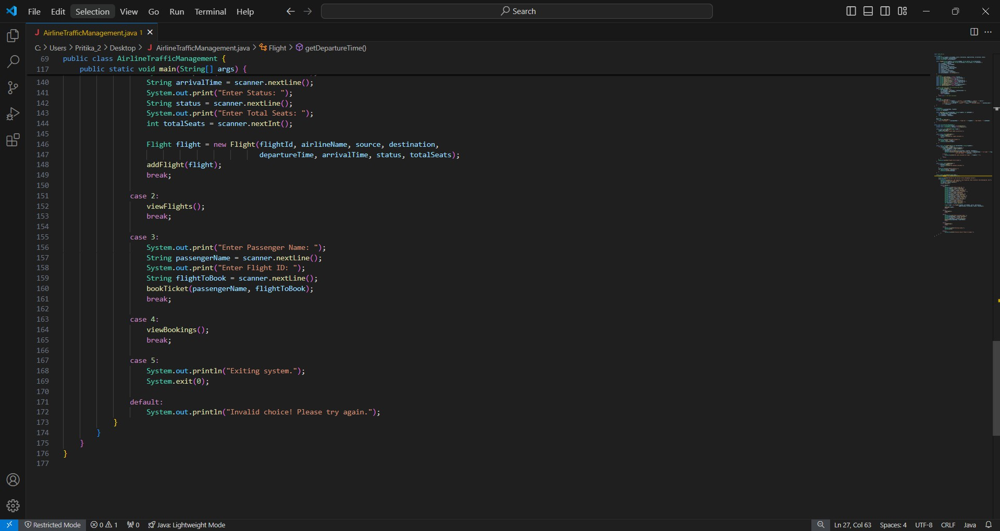 File Edit Selection View Go Run Terminal Help Search
AirlineTrafficManagement.java 1
C: > Users > Pritika_2 > Desktop > AirlineTrafficManagement.java > Flight > getDepartureTime()
69 public class AirlineTrafficManagement {
117 public static void main(String[] args) {
140 String arrivalTime = scanner.nextLine();
141 System.out.print("Enter Status: ");
142 String status = scanner.nextLine();
143 System.out.print("Enter Total Seats: ");
144 int totalSeats = scanner.nextInt();
145
146 Flight flight = new Flight(flightId, airlineName, source, destination,
147 departureTime, arrivalTime, status, totalSeats);
148 addFlight(flight);
149 break;
150
151 case 2:
152 viewFlights();
153 break;
154
155 case 3:
156 System.out.print("Enter Passenger Name: ");
157 String passengerName = scanner.nextLine();
158 System.out.print("Enter Flight ID: ");
159 String flightToBook = scanner.nextLine();
160 bookTicket(passengerName, flightToBook);
161 break;
162
163 case 4:
164 viewBookings();
165 break;
166
167 case 5:
168 System.out.println("Exiting system.");
169 System.exit(0);
170
171 default:
172 System.out.println("Invalid choice! Please try again.");
173 }
174 }
175 }
176 }
177
Restricted Mode 0 1 0 Java: Lightweight Mode Ln 27, Col 63 Spaces: 4 UTF-8 CRLF Java